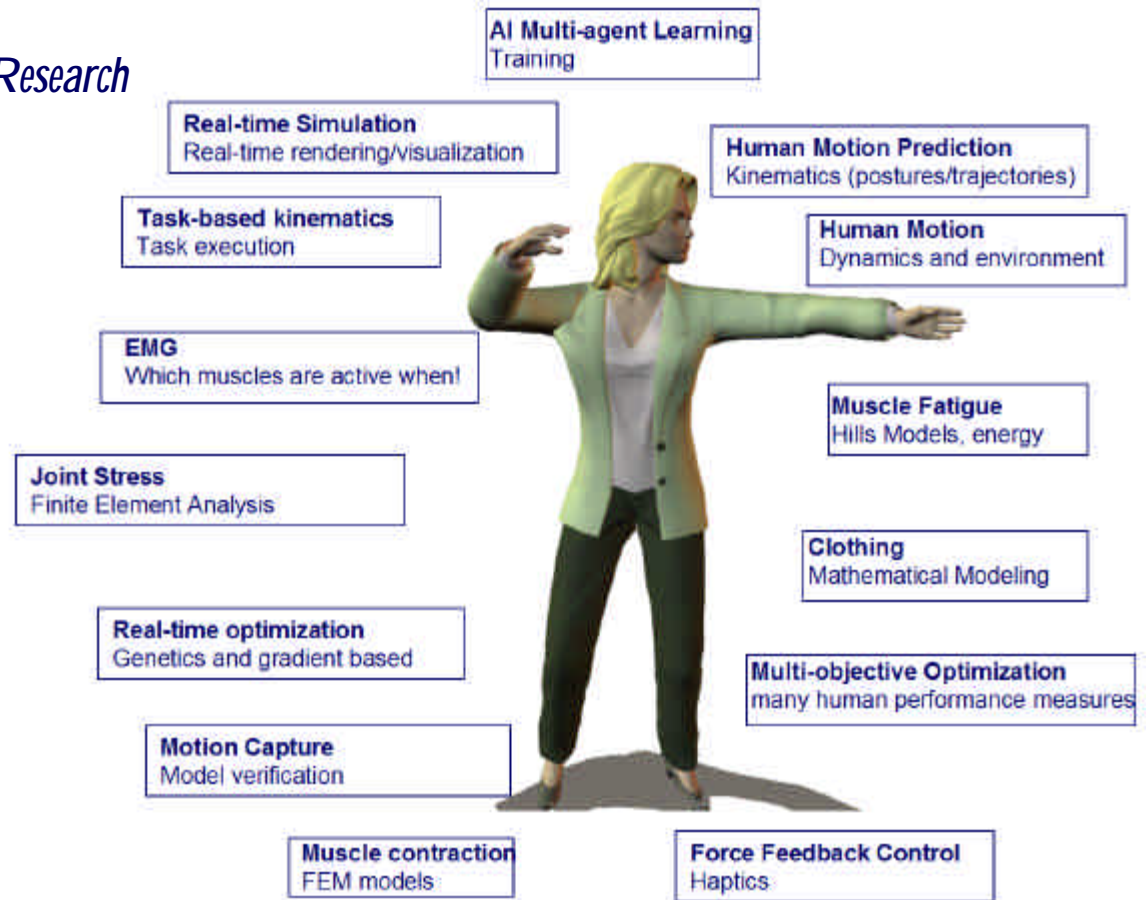 AI Multi-agent Learning
Training
Research
Real-time Simulation
Real-time rendering/visualization
Human Motion Prediction
Kinematics (postures/trajectories)
Task-based kinematics
Task execution
Human Motion
Dynamics and environment
EMG
Which muscles are active when!
Muscle Fatigue
Hills Models, energy
Joint Stress
Finite Element Analysis
Clothing
Mathematical Modeling
Real-time optimization
Genetics and gradient based
Multi-objective Optimization
many human performance measures
Motion Capture
Model verification
Muscle contraction
FEM models
Force Feedback Control
Haptics